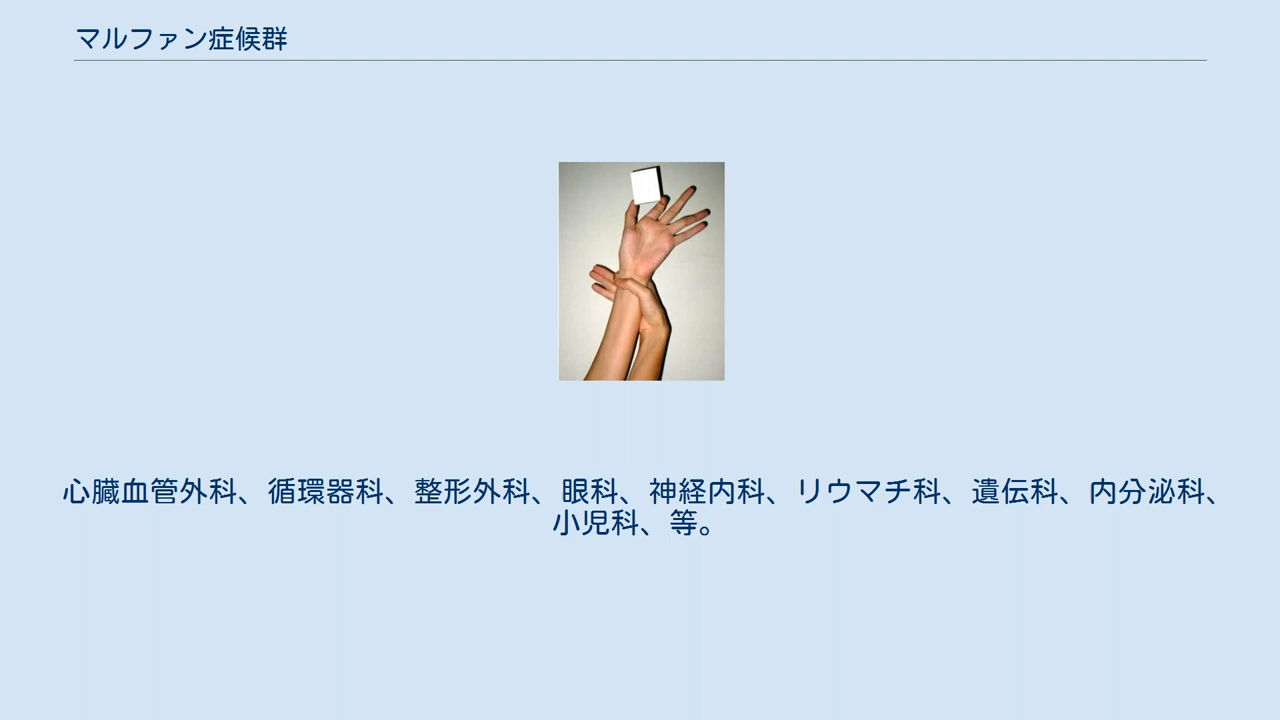 マルファン症候群
心臓血管外科、循環器科、整形外科、眼科、神経内科、リウマチ科、遺伝科、内分泌科、
小児科、等。